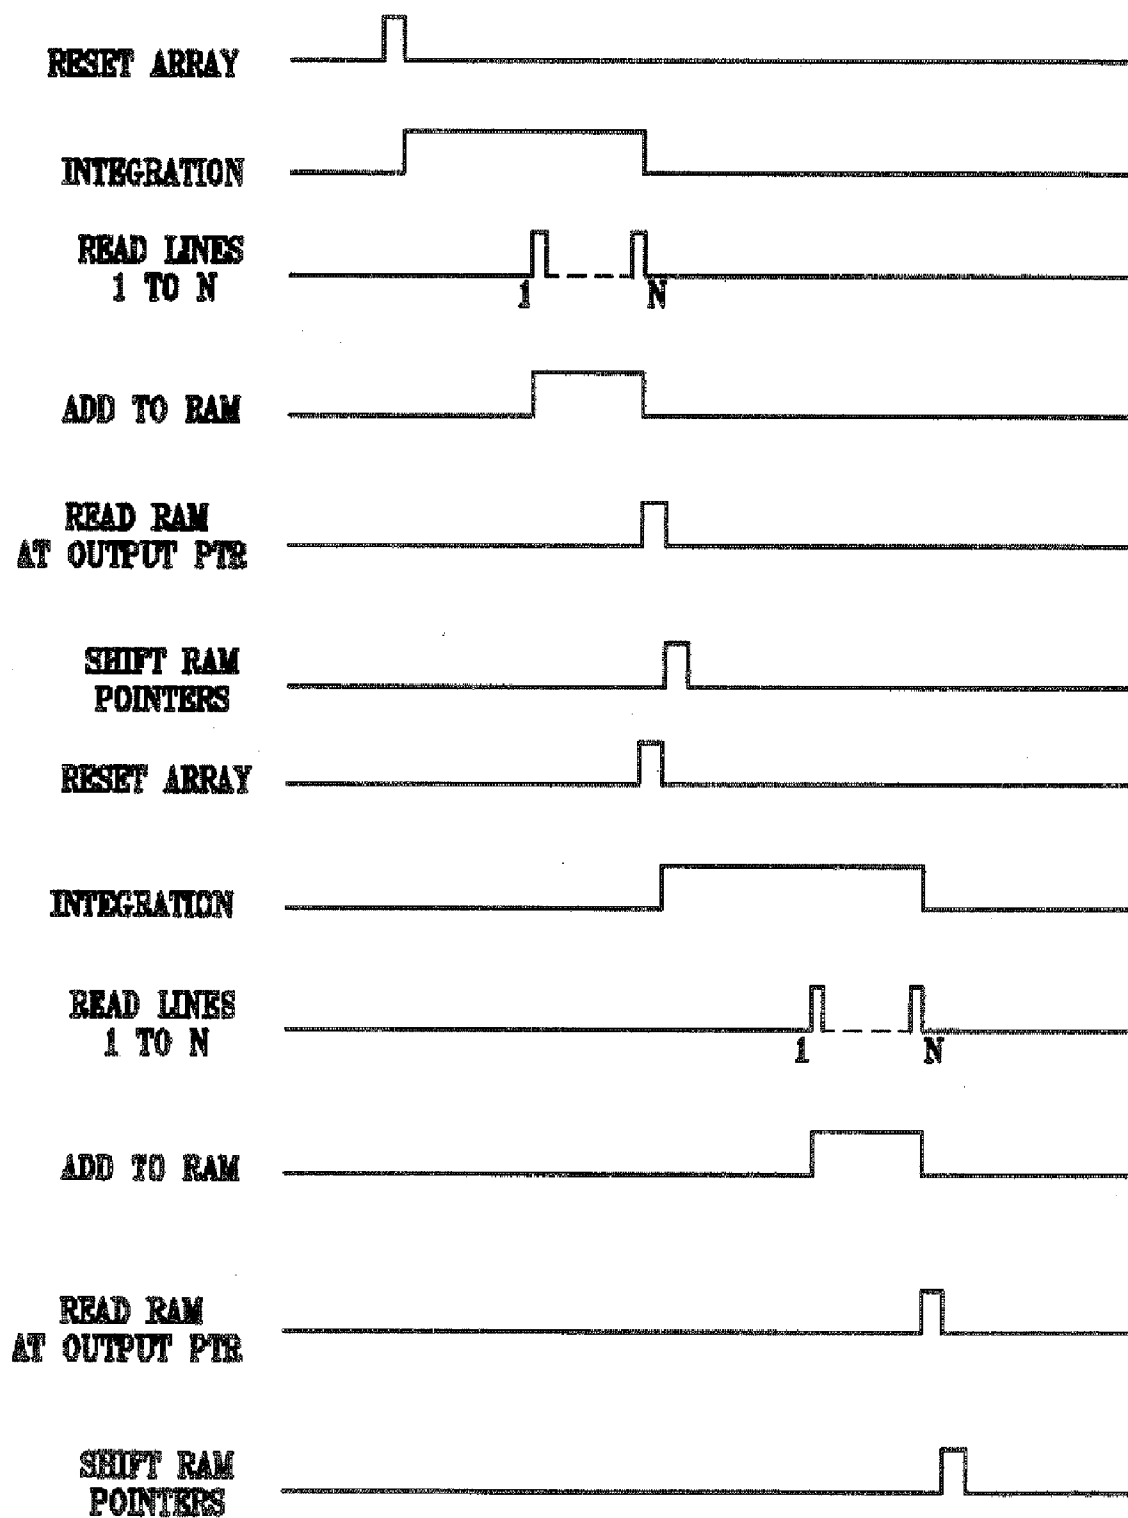 RESET ARRAY
INTEGRATION
READ LINES
1 TO N
1
N
ADD TO RAM
READ RAM
AT OUTPUT PTR
SHIFT RAM
POINTERS
RESET ARRAY
INTEGRATION
READ LINES
1 TO N
1
N
ADD TO RAM
READ RAM
AT OUTPUT PTR
SHIFT RAM
POINTERS